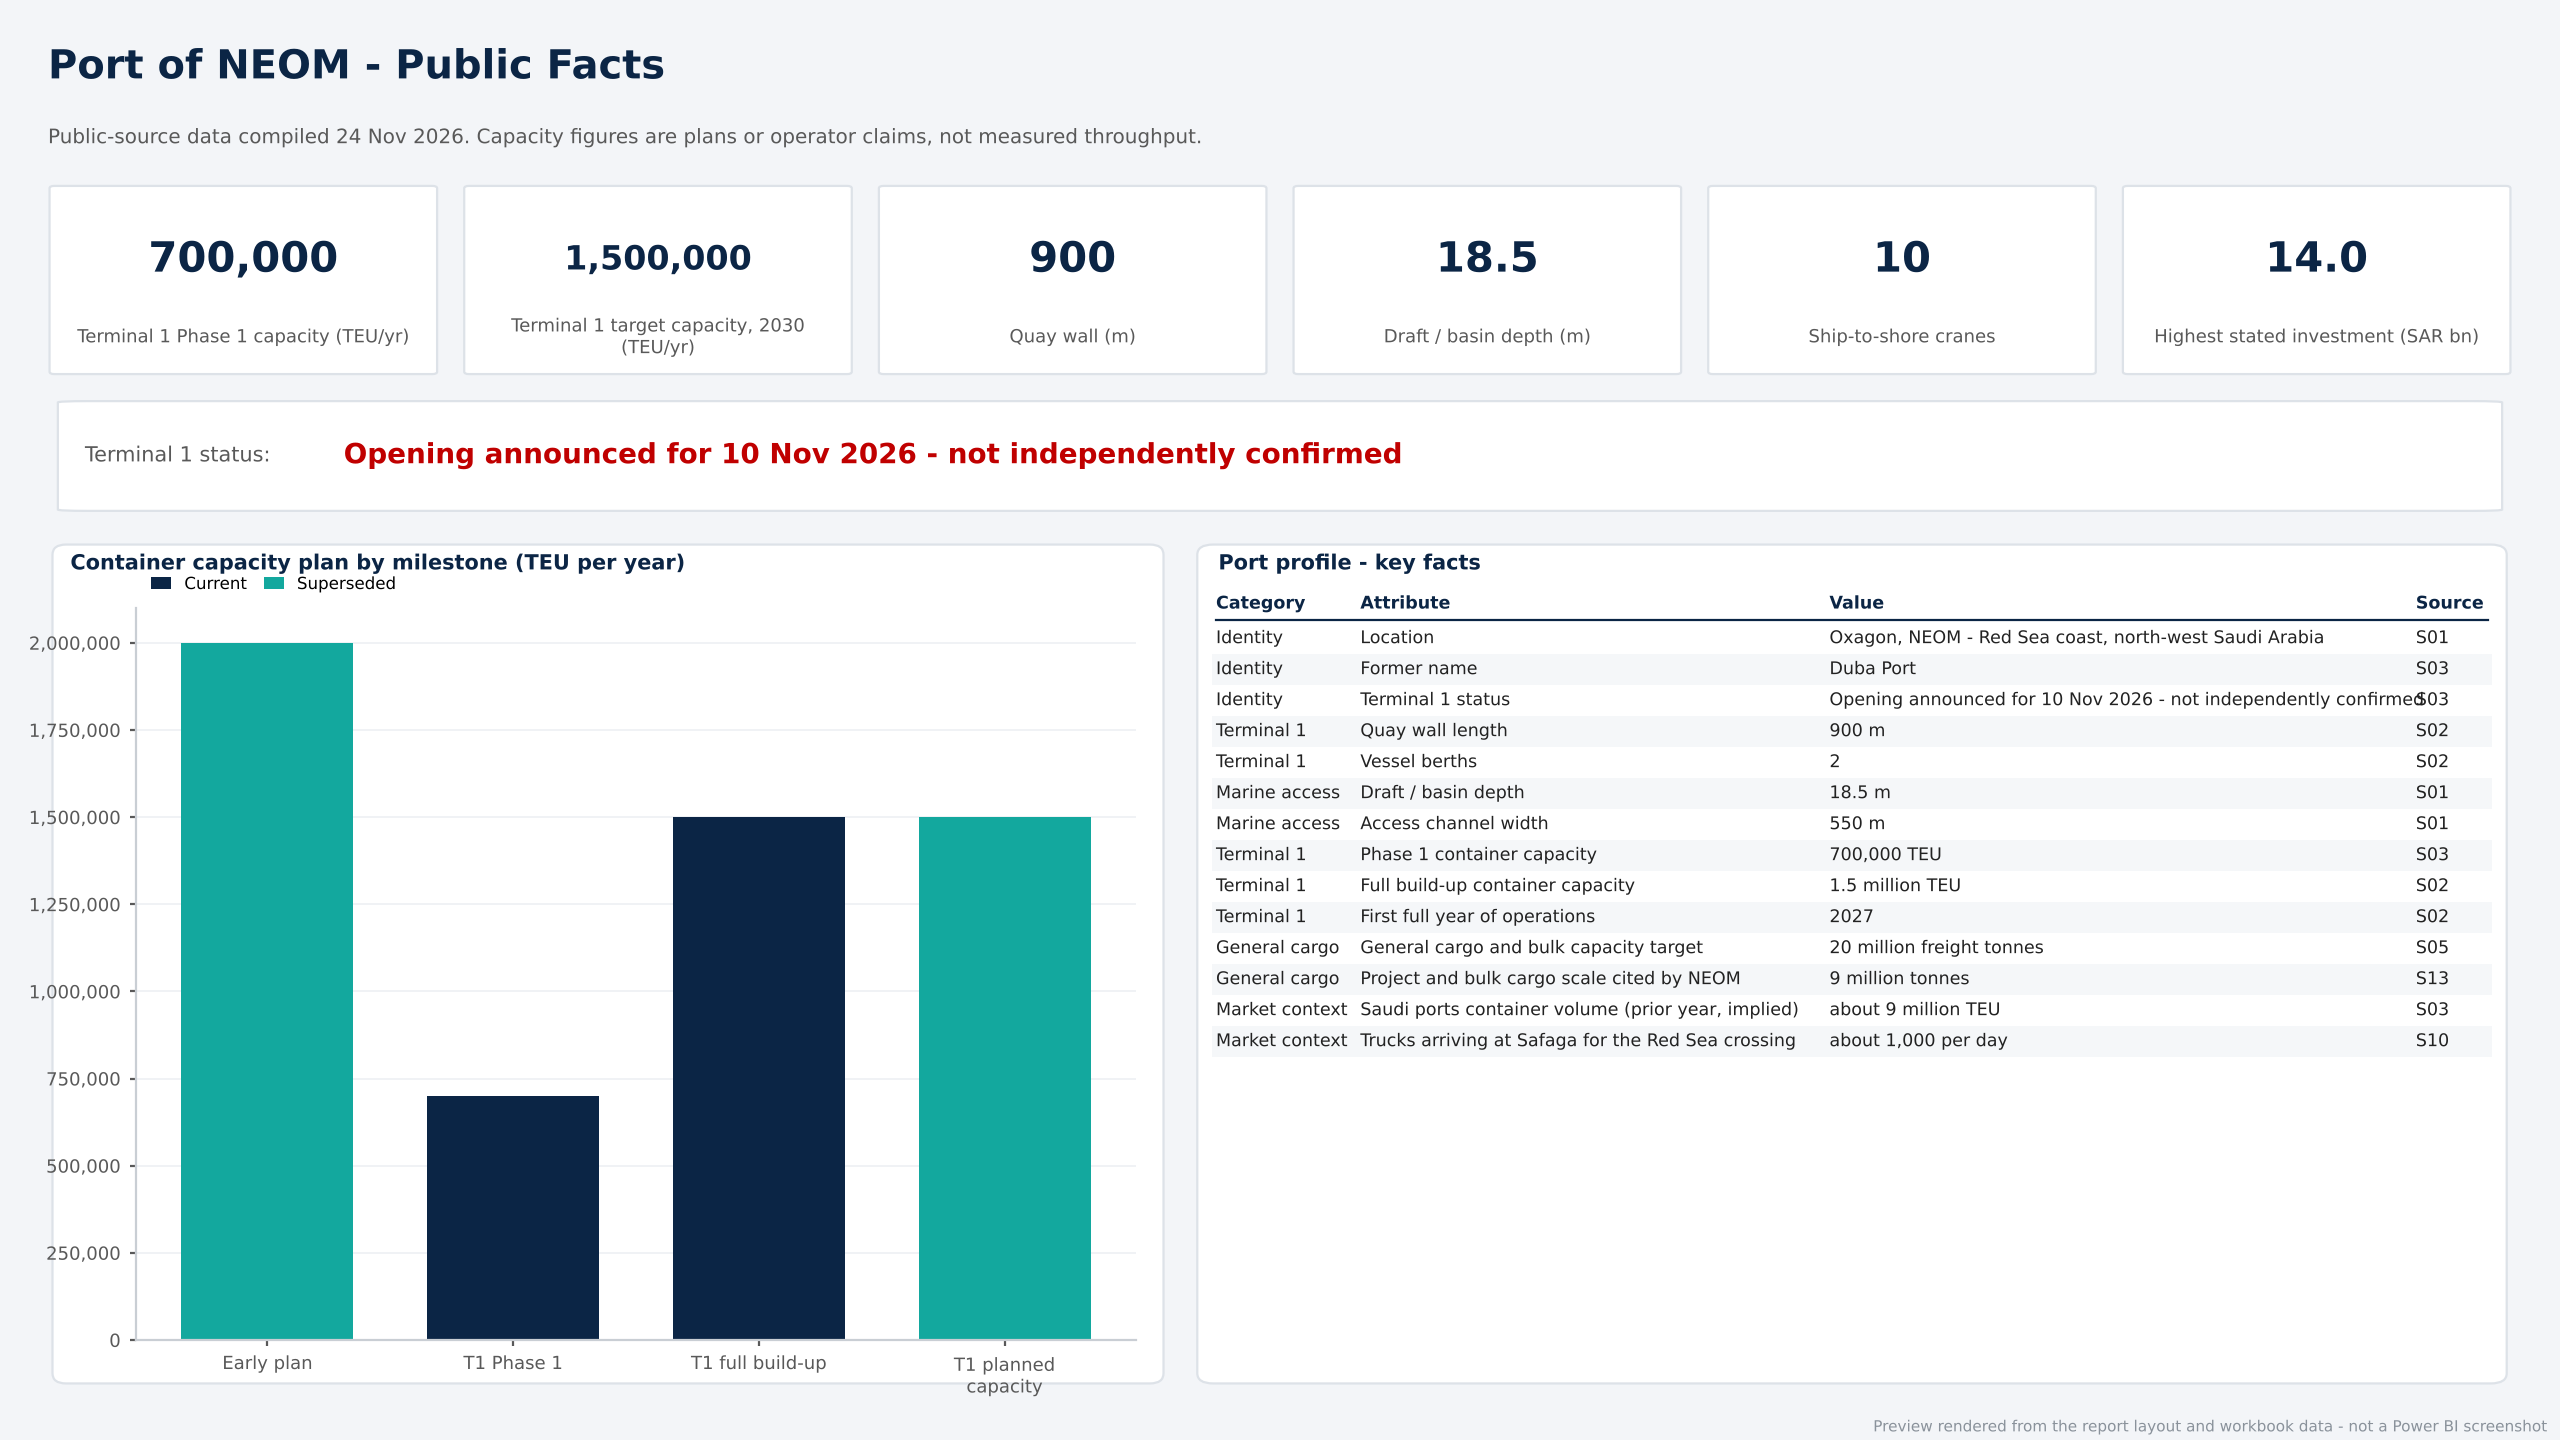 Port of NEOM - Public Facts
Public-source data compiled 24 Nov 2026. Capacity figures are plans or operator claims, not measured throughput.
700,000
Terminal 1 Phase 1 capacity (TEU/yr)
1,500,000
Terminal 1 target capacity, 2030
(TEU/yr)
900
Quay wall (m)
18.5
Draft / basin depth (m)
10
Ship-to-shore cranes
14.0
Highest stated investment (SAR bn)
Terminal 1 status: Opening announced for 10 Nov 2026 - not independently confirmed
Container capacity plan by milestone (TEU per year)
Current Superseded
2,000,000
1,750,000
1,500,000
1,250,000
1,000,000
750,000
500,000
250,000
0
Early plan
T1 Phase 1
T1 full build-up
T1 planned
capacity
Port profile - key facts
Category Attribute Value Source
Identity Location Oxagon, NEOM - Red Sea coast, north-west Saudi Arabia S01
Identity Former name Duba Port S03
Identity Terminal 1 status Opening announced for 10 Nov 2026 - not independently confirmed S03
Terminal 1 Quay wall length 900 m S02
Terminal 1 Vessel berths 2 S02
Marine access Draft / basin depth 18.5 m S01
Marine access Access channel width 550 m S01
Terminal 1 Phase 1 container capacity 700,000 TEU S03
Terminal 1 Full build-up container capacity 1.5 million TEU S02
Terminal 1 First full year of operations 2027 S02
General cargo General cargo and bulk capacity target 20 million freight tonnes S05
General cargo Project and bulk cargo scale cited by NEOM 9 million tonnes S13
Market context Saudi ports container volume (prior year, implied) about 9 million TEU S03
Market context Trucks arriving at Safaga for the Red Sea crossing about 1,000 per day S10
Preview rendered from the report layout and workbook data - not a Power BI screenshot